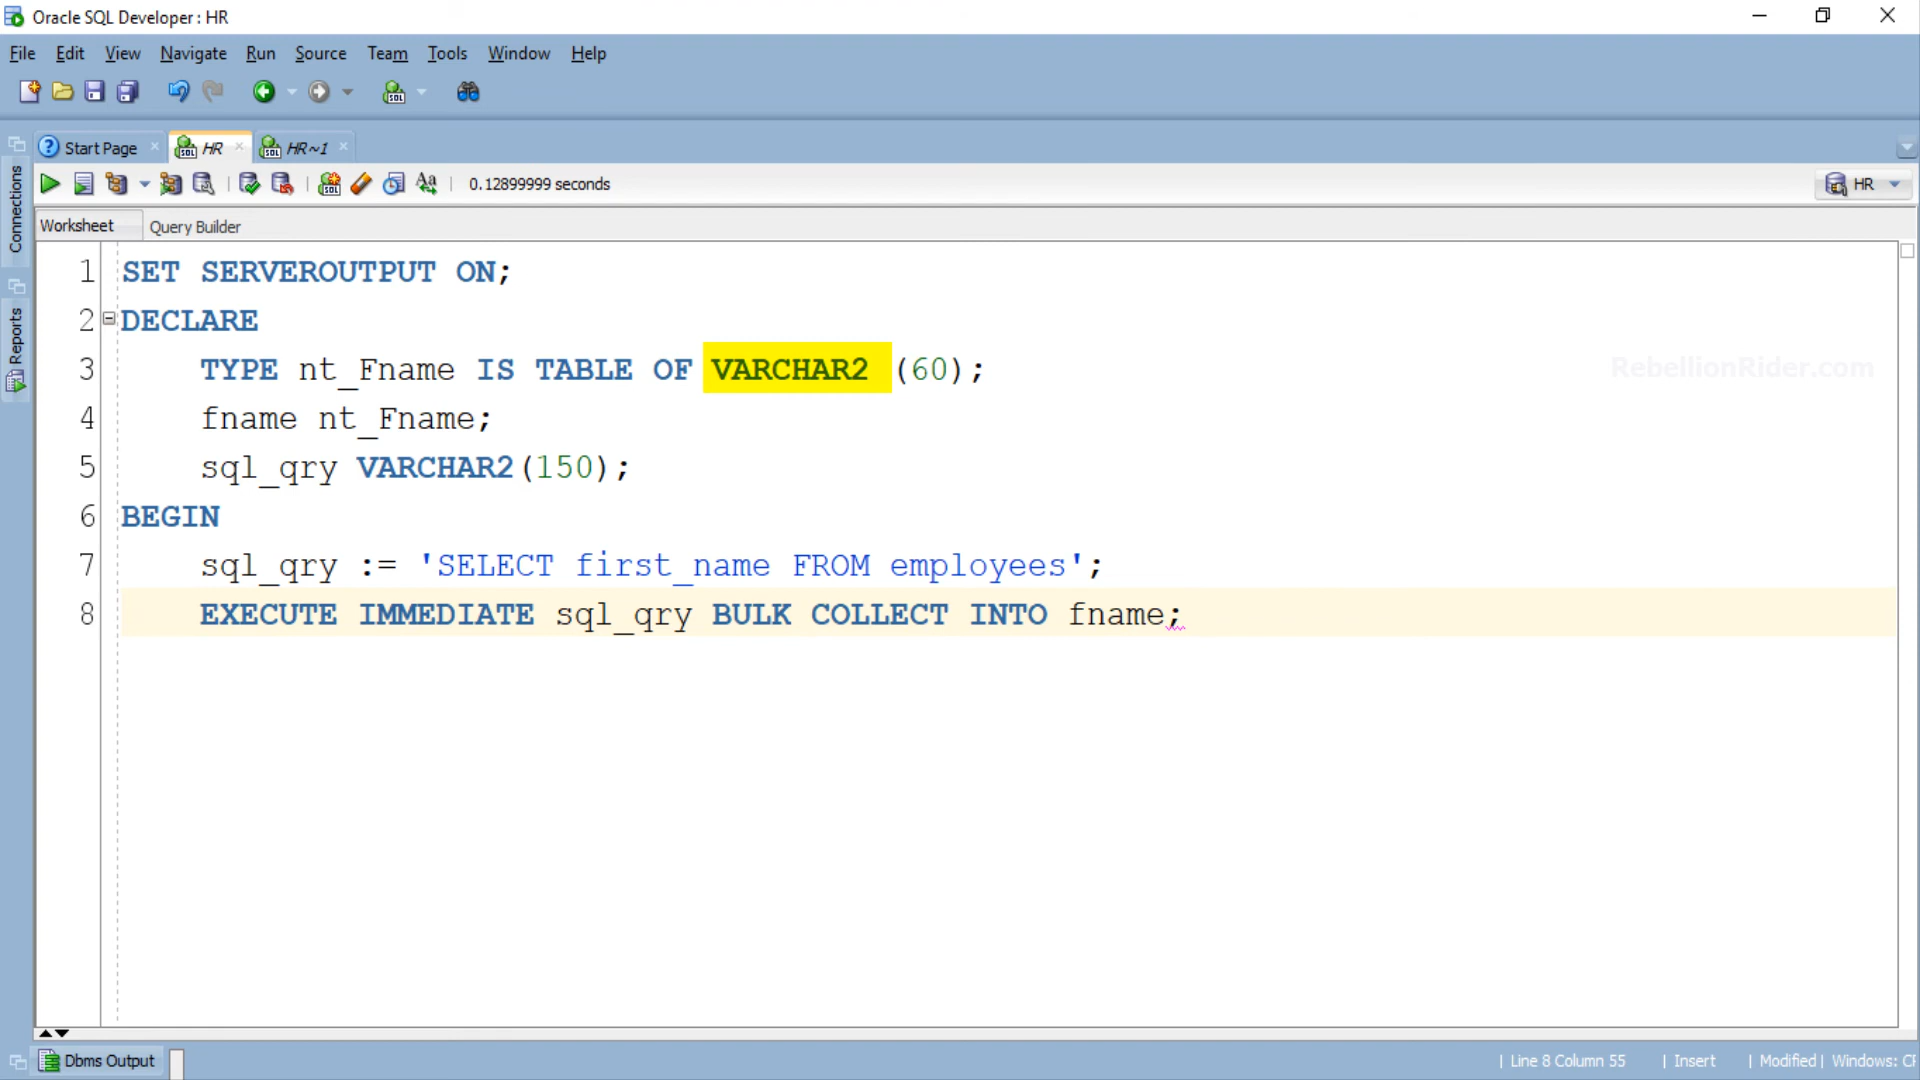 Oracle SQL Developer : HR
File Edit View Navigate Run Source Team Tools Window Help
Start Page HR HR~1
0.12899999 seconds HR
Worksheet Query Builder
Connections
Reports
1 SET SERVEROUTPUT ON;
2 DECLARE
3 TYPE nt_Fname IS TABLE OF VARCHAR2 (60);
RebellionRider.com
4 fname nt_Fname;
5 sql_qry VARCHAR2(150);
6 BEGIN
7 sql_qry := 'SELECT first_name FROM employees';
8 EXECUTE IMMEDIATE sql_qry BULK COLLECT INTO fname;
Dbms Output | Line 8 Column 55 | Insert | Modified | Windows: